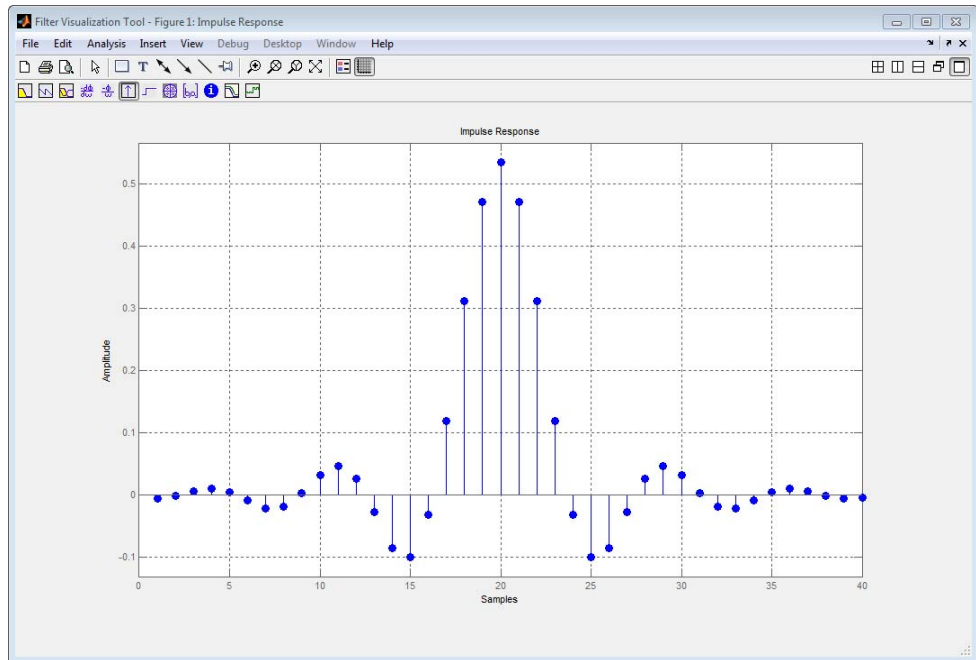 Filter Visualization Tool - Figure 1: Impulse Response
File Edit Analysis Insert View Debug Desktop Window Help
Impulse Response
Amplitude
0.5
0.4
0.3
0.2
0.1
0
-0.1
0 5 10 15 20 25 30 35 40
Samples